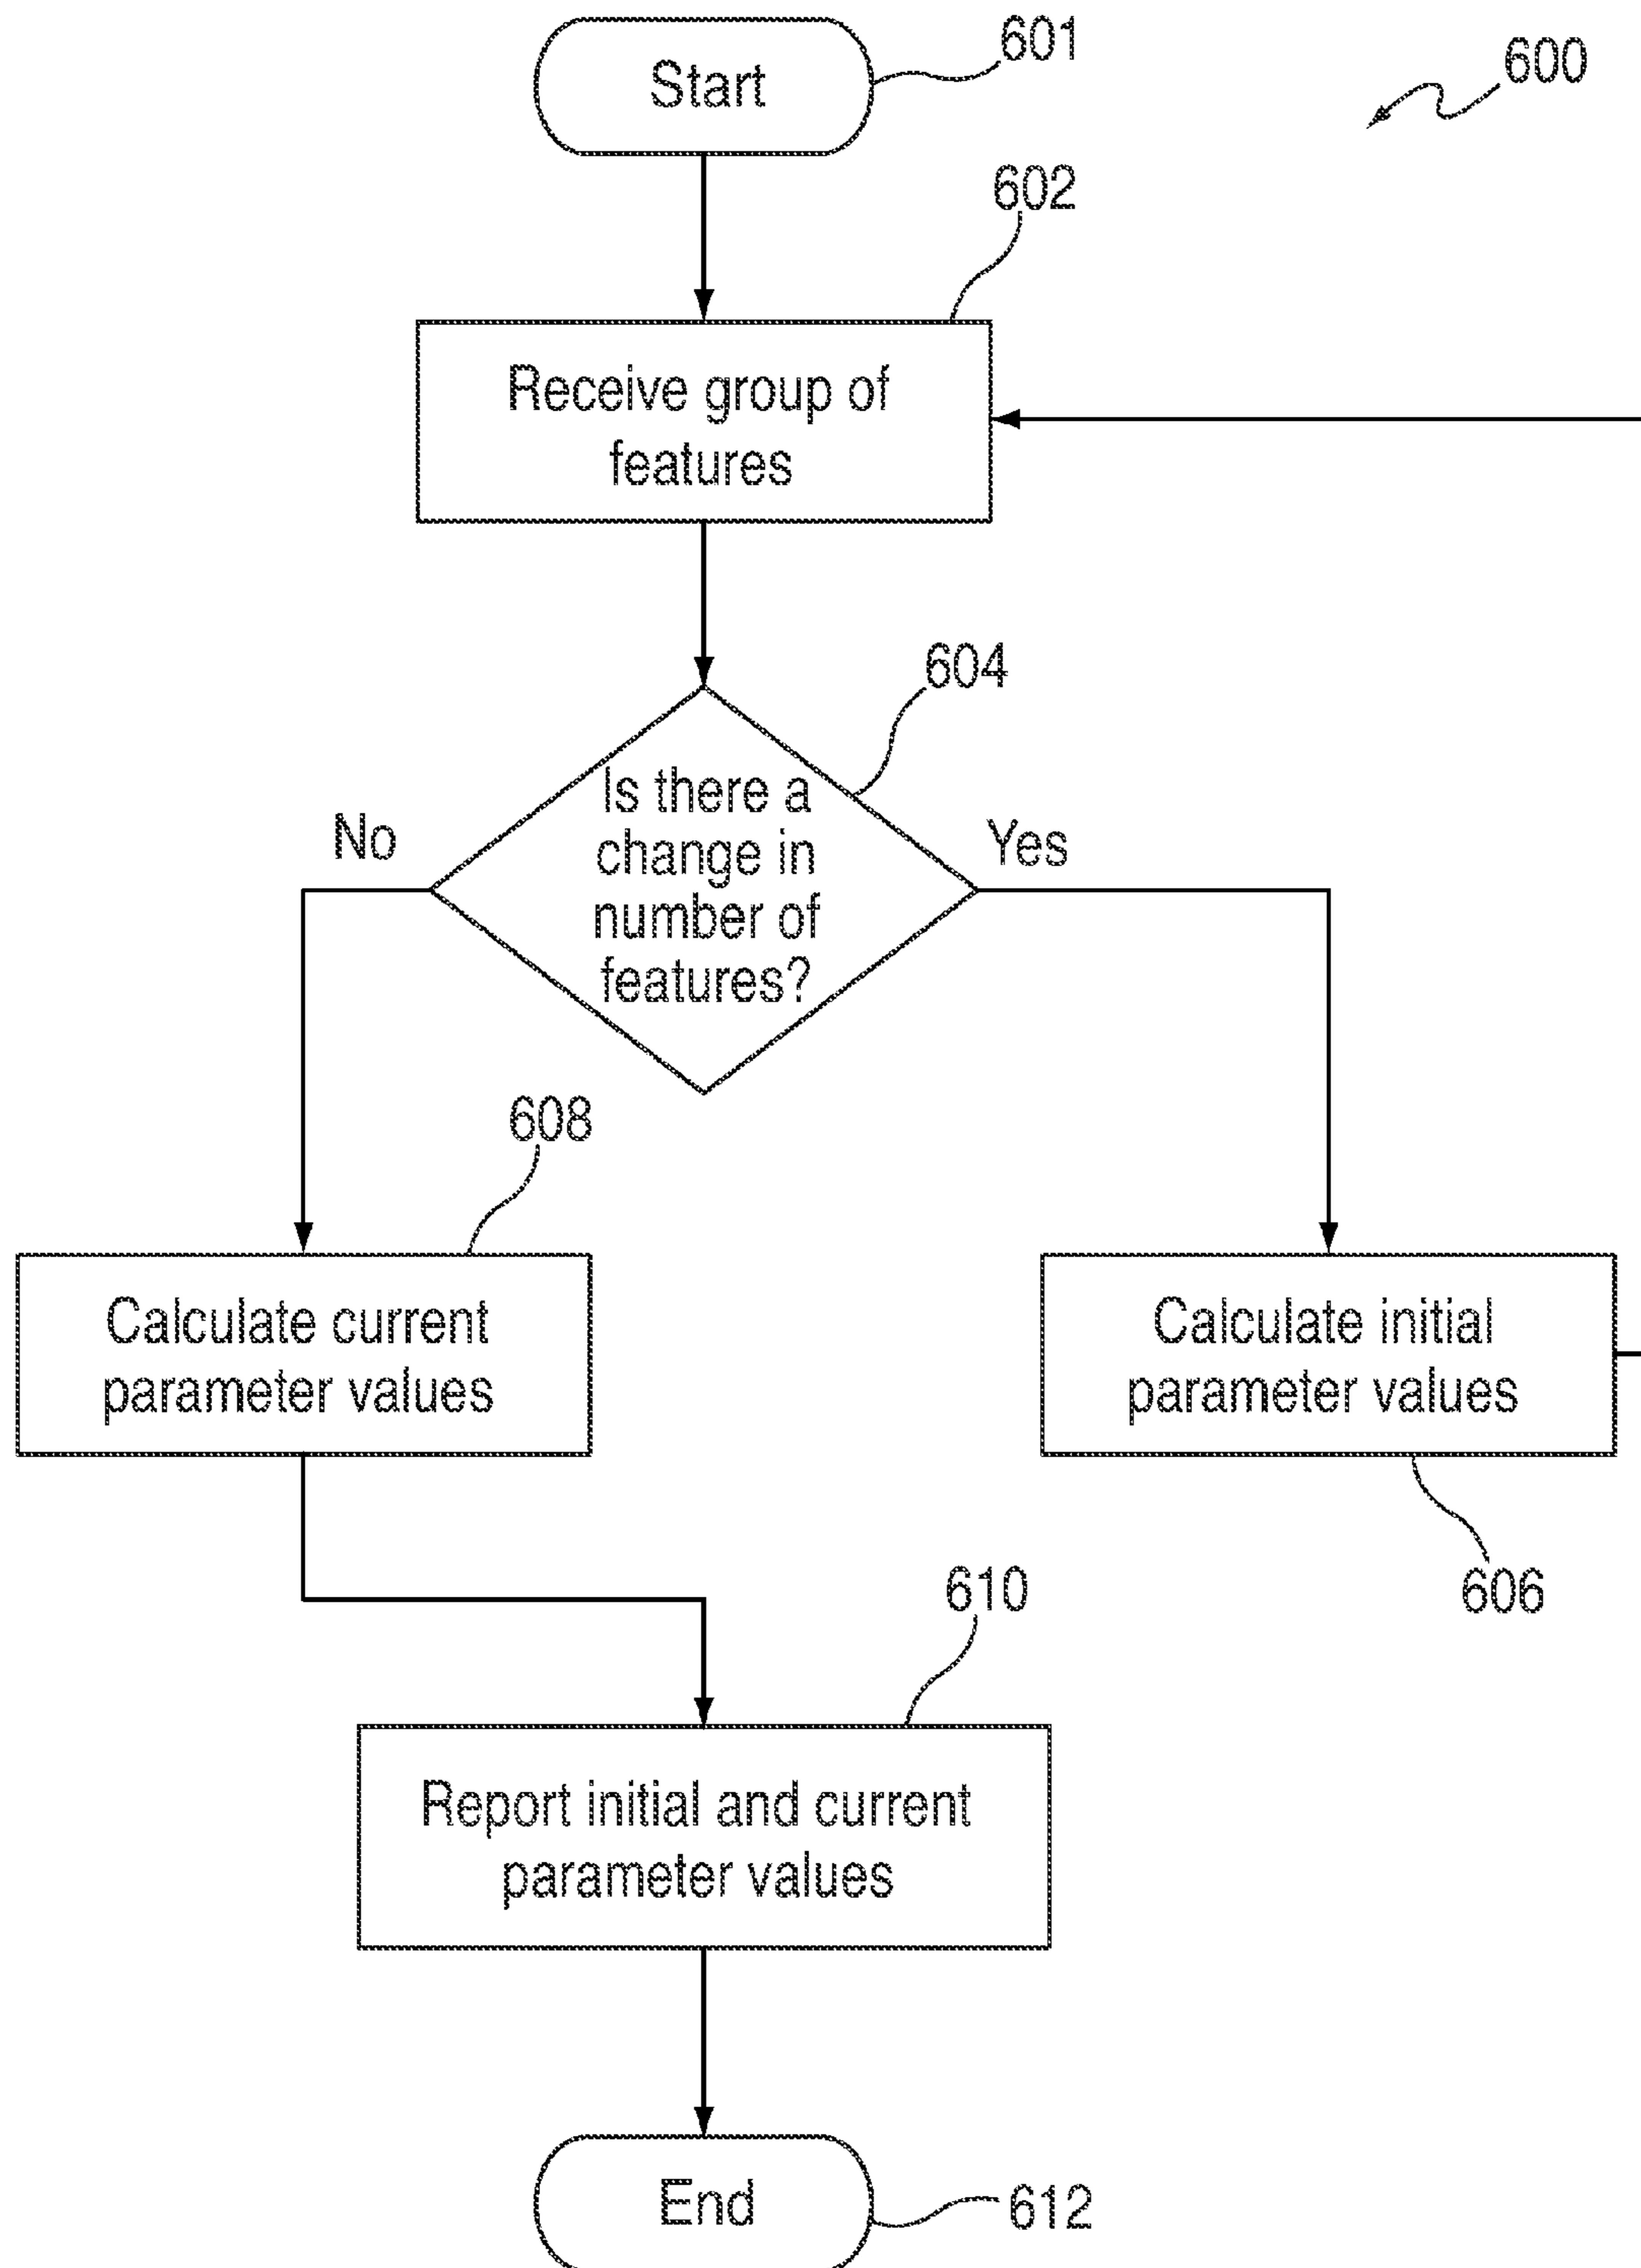 601
Start
600
602
Receive group of
features
604
Is there a
change in
number of
features?
No
Yes
608
Calculate current
parameter values
Calculate initial
parameter values
606
610
Report initial and current
parameter values
End
612